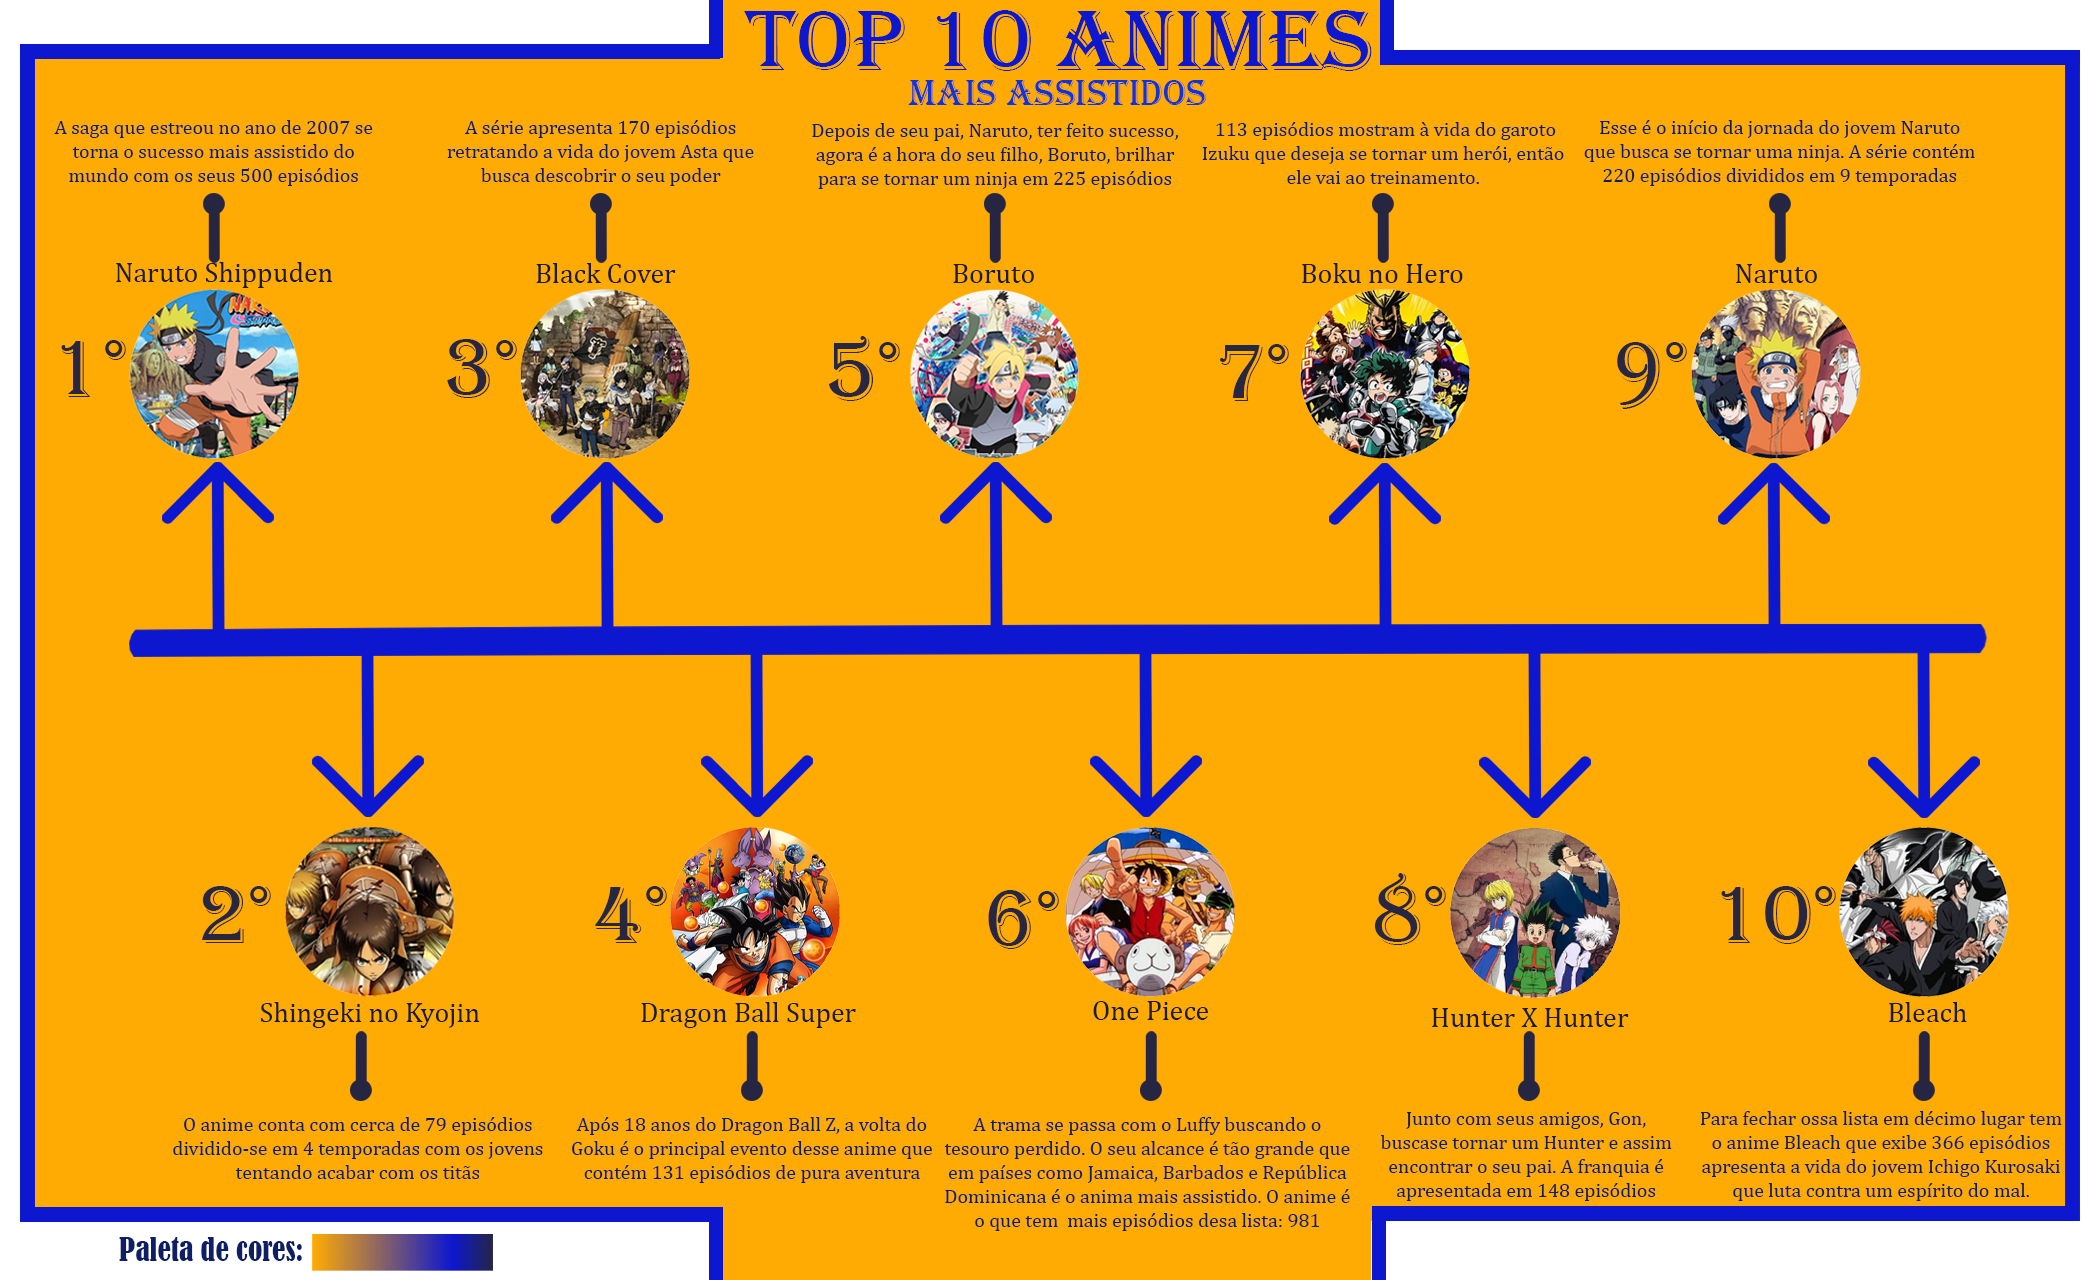 TOP 10 ANIMES
MAIS ASSISTIDOS
A saga que estreou no ano de 2007 se
torna o sucesso mais assistido do
mundo com os seus 500 episódios
Naruto Shippuden
1°
A série apresenta 170 episódios
retratando a vida do jovem Asta que
busca descobrir o seu poder
Black Cover
3°
Depois de seu pai, Naruto, ter feito sucesso,
agora é a hora do seu filho, Boruto, brilhar
para se tornar um ninja em 225 episódios
Boruto
5°
113 episódios mostram à vida do garoto
Izuku que deseja se tornar um herói, então
ele vai ao treinamento.
Boku no Hero
7°
Esse é o início da jornada do jovem Naruto
que busca se tornar uma ninja. A série contém
220 episódios divididos em 9 temporadas
Naruto
9°
2°
Shingeki no Kyojin
O anime conta com cerca de 79 episódios
dividido-se em 4 temporadas com os jovens
tentando acabar com os titãs
4°
Dragon Ball Super
Após 18 anos do Dragon Ball Z, a volta do
Goku é o principal evento desse anime que
contém 131 episódios de pura aventura
6°
One Piece
A trama se passa com o Luffy buscando o
tesouro perdido. O seu alcance é tão grande que
em países como Jamaica, Barbados e República
Dominicana é o anima mais assistido. O anime é
o que tem mais episódios desa lista: 981
8°
Hunter X Hunter
Junto com seus amigos, Gon,
buscase tornar um Hunter e assim
encontrar o seu pai. A franquia é
apresentada em 148 episódios
10°
Bleach
Para fechar ossa lista em décimo lugar tem
o anime Bleach que exibe 366 episódios
apresenta a vida do jovem Ichigo Kurosaki
que luta contra um espírito do mal.
Paleta de cores: